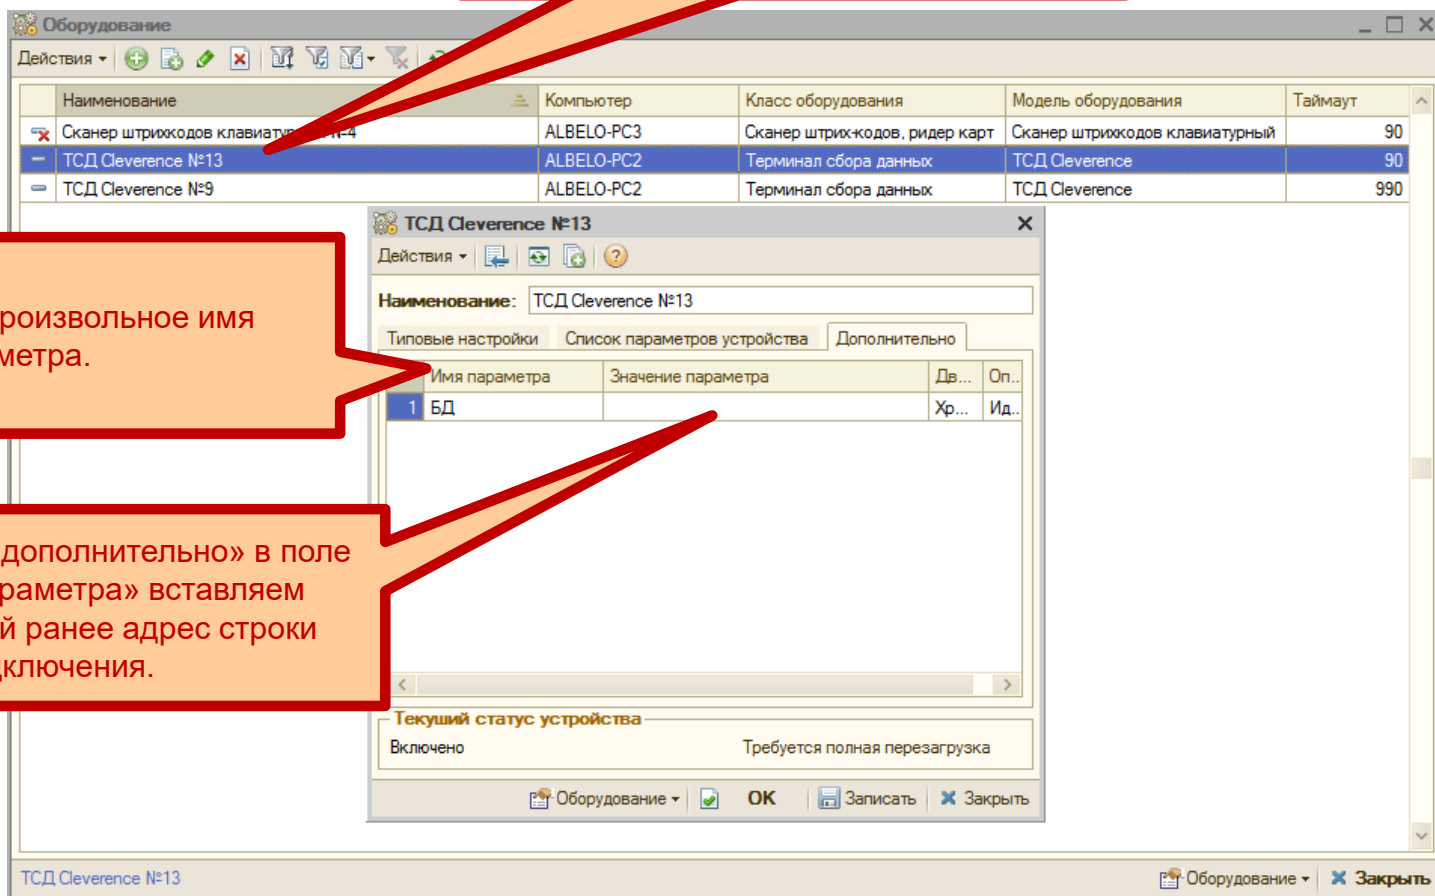 Оборудование
Действия
Наименование Компьютер Класс оборудования Модель оборудования Таймаут
Сканер штрихкодов клавиатурный №4 ALBELO-PC3 Сканер штрих-кодов, ридер карт Сканер штрихкодов клавиатурный 90
ТСД Cleverence №13 ALBELO-PC2 Терминал сбора данных ТСД Cleverence 90
ТСД Cleverence №9 ALBELO-PC2 Терминал сбора данных ТСД Cleverence 990
ТСД Cleverence №13
Действия
Наименование: ТСД Cleverence №13
роизвольное имя
метра.
Типовые настройки Список параметров устройства Дополнительно
Имя параметра Значение параметра Дв... Оп..
1 БД Хр... Ид..
дополнительно» в поле
раметра» вставляем
й ранее адрес строки
дключения.
Текущий статус устройства
Включено Требуется полная перезагрузка
Оборудование OK Записать Закрыть
ТСД Cleverence №13 Оборудование Закрыть